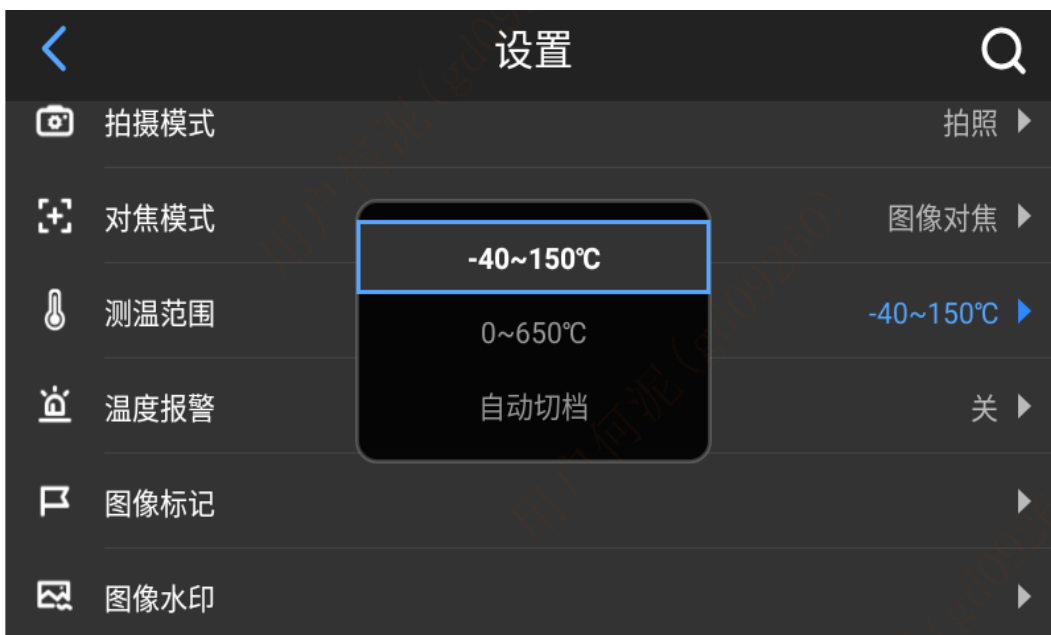 设置
拍摄模式 拍照
对焦模式 图像对焦
-40~150℃
测温范围 -40~150℃
0~650℃
温度报警 关
自动切档
图像标记
图像水印